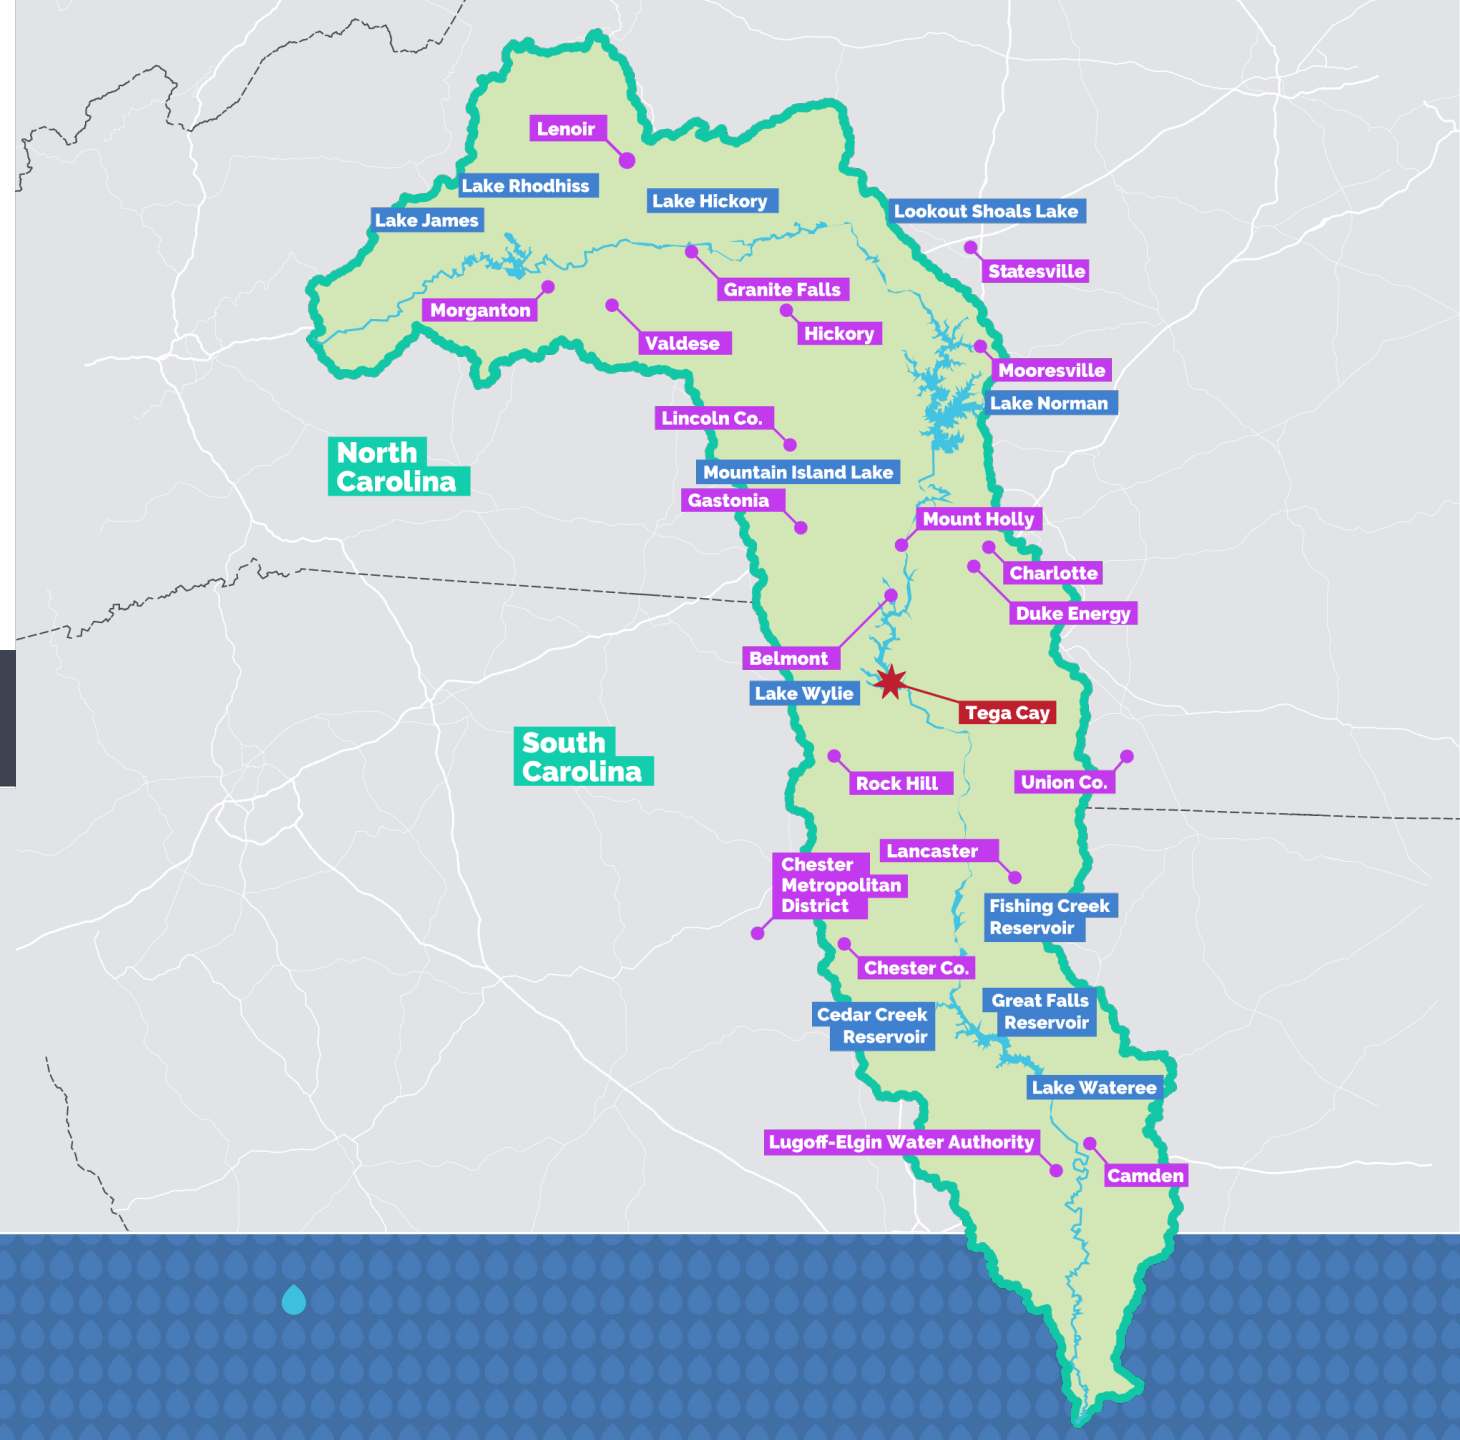 Lenoir
Lake Rhodhiss
Lake Hickory
Lookout Shoals Lake
Lake James
Statesville
Granite Falls
Morganton
Hickory
Valdese
Mooresville
Lake Norman
Lincoln Co.
North
Carolina
Mountain Island Lake
Gastonia
Mount Holly
Charlotte
Duke Energy
Belmont
Lake Wylie
Tega Cay
South
Carolina
Rock Hill
Union Co.
Lancaster
Chester
Metropolitan
District
Fishing Creek
Reservoir
Chester Co.
Great Falls
Reservoir
Cedar Creek
Reservoir
Lake Wateree
Lugoff-Elgin Water Authority
Camden